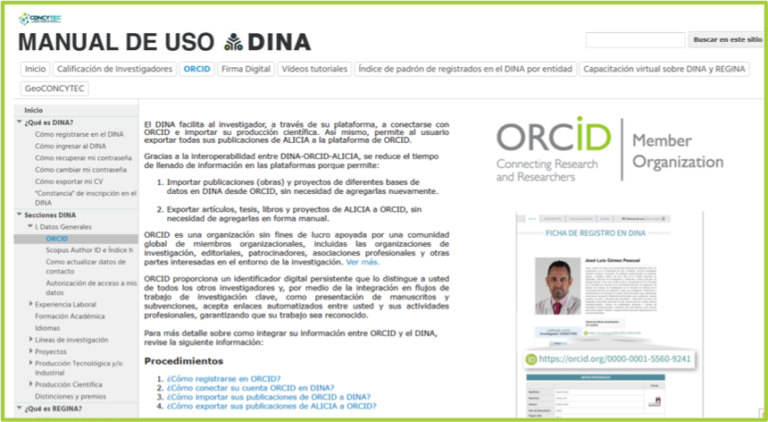 CONCYTEC
MANUAL DE USO DINA
Buscar en este sitio
Inicio
Calificación de Investigadores
ORCID
Firma Digital
Vídeos tutoriales
Índice de padrón de registrados en el DINA por entidad
Capacitación virtual sobre DINA y REGINA
GeoCONCYTEC
Inicio
¿Qué es DINA?
Cómo registrarse en el DINA
Cómo ingresar al DINA
Cómo recuperar mi contraseña
Cómo cambiar mi contraseña
Cómo exportar mi CV
"Constancia" de inscripción en el
DINA
Secciones DINA
I. Datos Generales
ORCID
Scopus Author ID e Índice h
Como actualizar datos de
contacto
Autorización de acceso a mis
datos
Experiencia Laboral
Formación Académica
Idiomas
Líneas de investigación
Proyectos
Producción Tecnológica y/o
Industrial
Producción Científica
Distinciones y premios
¿Qué es REGINA?
El DINA facilita al investigador, a través de su plataforma, a conectarse con
ORCID e importar su producción científica. Así mismo, permite al usuario
exportar todas sus publicaciones de ALICIA a la plataforma de ORCID.
Gracias a la interoperabilidad entre DINA-ORCID-ALICIA, se reduce el tiempo
de llenado de información en las plataformas porque permite:
1. Importar publicaciones (obras) y proyectos de diferentes bases de
datos en DINA desde ORCID, sin necesidad de agregarlas nuevamente.
2. Exportar artículos, tesis, libros y proyectos de ALICIA a ORCID, sin
necesidad de agregarlas en forma manual.
ORCID es una organización sin fines de lucro apoyada por una comunidad
global de miembros organizacionales, incluidas las organizaciones de
investigación, editoriales, patrocinadores, asociaciones profesionales y otras
partes interesadas en el entorno de la investigación. Ver más.
ORCID proporciona un identificador digital persistente que lo distingue a usted
de todos los otros investigadores y, por medio de la integración en flujos de
trabajo de investigación clave, como presentación de manuscritos y
subvenciones, acepta enlaces automatizados entre usted y sus actividades
profesionales, garantizando que su trabajo sea reconocido.
Para más detalle sobre como integrar su información entre ORCID y el DINA,
revise la siguiente información:
Procedimientos
1. ¿Cómo registrarse en ORCID?
2. ¿Cómo conectar su cuenta ORCID en DINA?
3. ¿Cómo importar sus publicaciones de ORCID a DINA?
4. ¿Cómo exportar sus publicaciones de ALICIA a ORCID?
ORCID
Connecting Research
and Researchers
Member
Organization
FICHA DE REGISTRO EN DINA
José Luis Gómez Pascual
iD https://orcid.org/0000-0001-5560-9241